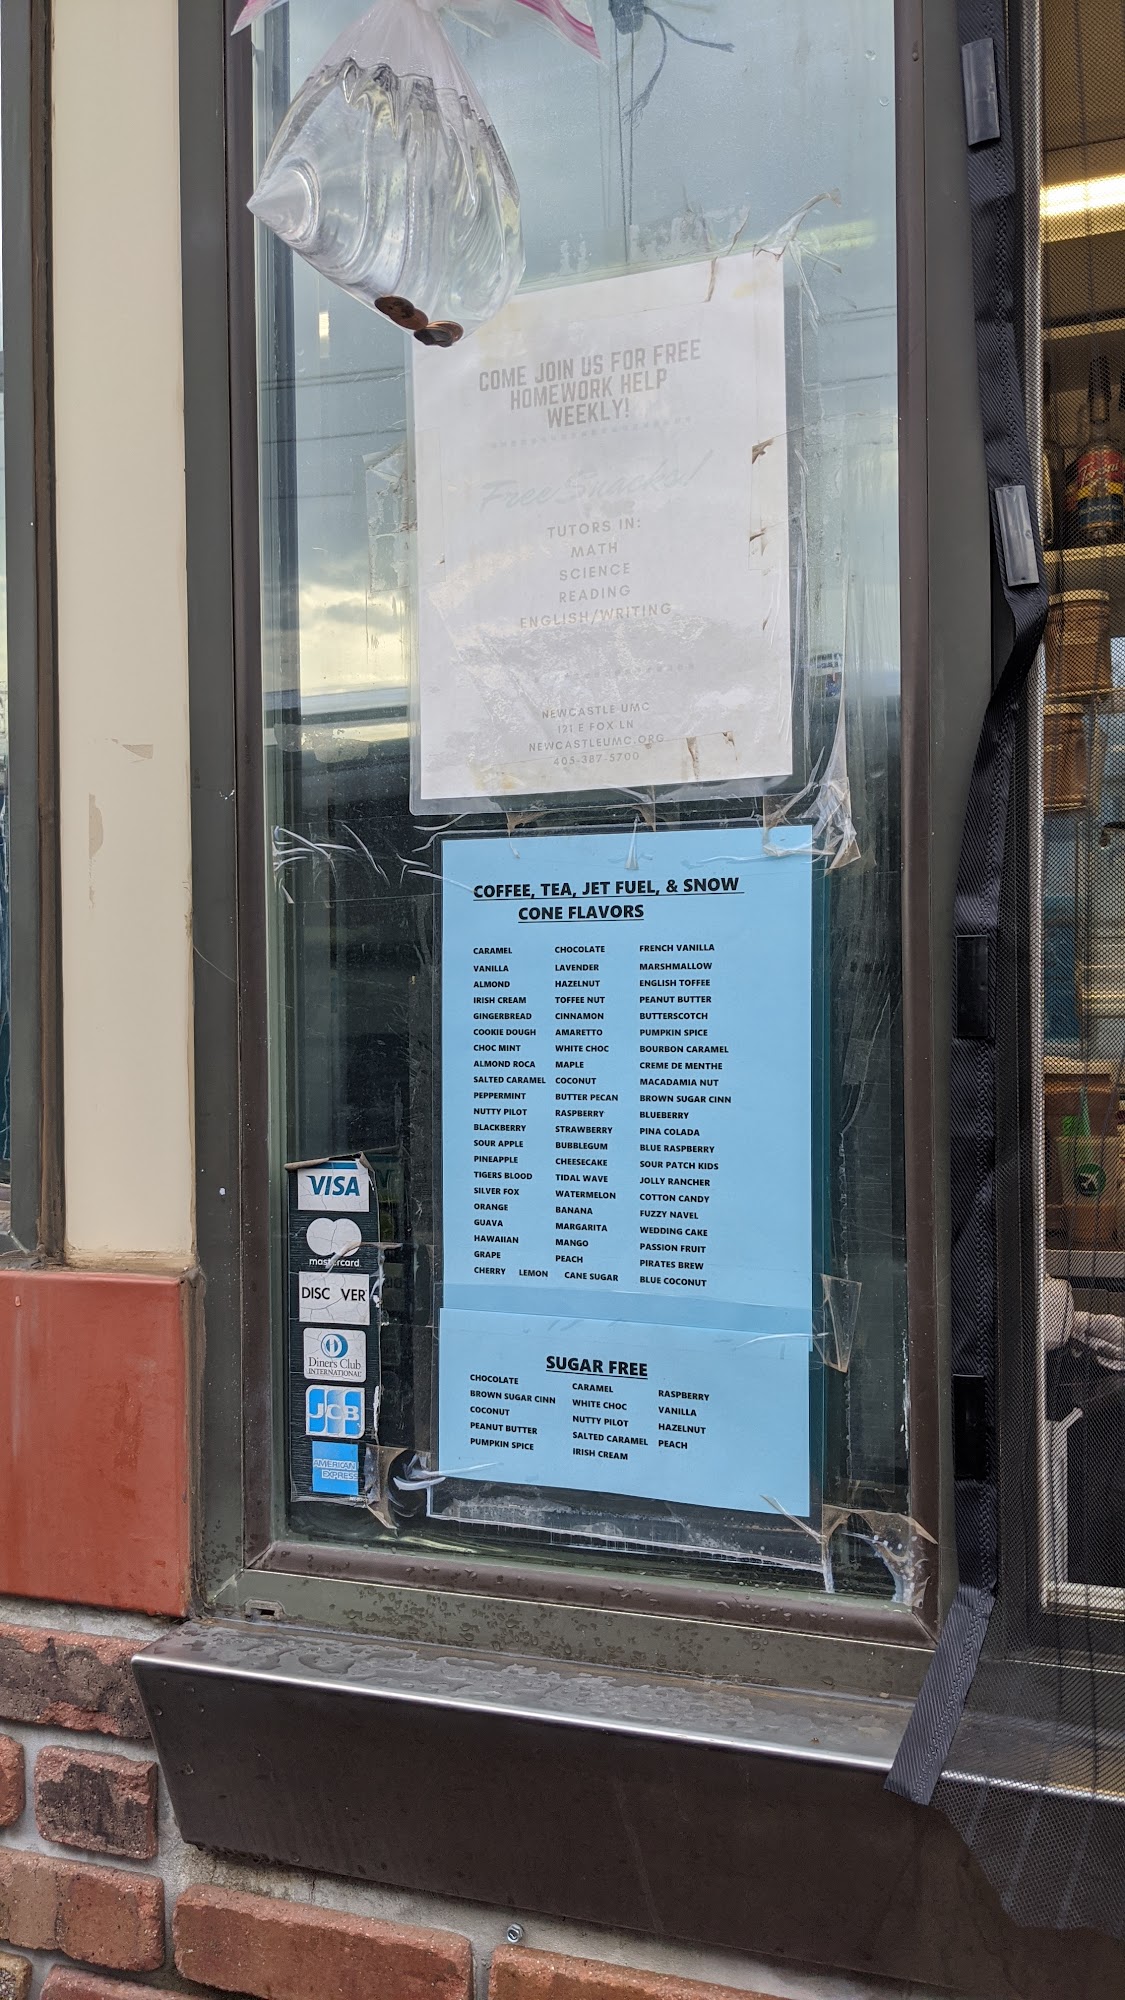 COME JOIN US FOR FREE
HOMEWORK HELP
WEEKLY!
Free Snacks!
TUTORS IN:
MATH
SCIENCE
READING
ENGLISH/WRITING
NEWCASTLE UMC
121 E FOX LN
NEWCASTLEUMC.ORG
405-387-5700
COFFEE, TEA, JET FUEL, & SNOW
CONE FLAVORS
CARAMEL CHOCOLATE FRENCH VANILLA
VANILLA LAVENDER MARSHMALLOW
ALMOND HAZELNUT ENGLISH TOFFEE
IRISH CREAM TOFFEE NUT PEANUT BUTTER
GINGERBREAD CINNAMON BUTTERSCOTCH
COOKIE DOUGH AMARETTO PUMPKIN SPICE
CHOC MINT WHITE CHOC BOURBON CARAMEL
ALMOND ROCA MAPLE CREME DE MENTHE
SALTED CARAMEL COCONUT MACADAMIA NUT
PEPPERMINT BUTTER PECAN BROWN SUGAR CINN
NUTTY PILOT RASPBERRY BLUEBERRY
BLACKBERRY STRAWBERRY PINA COLADA
SOUR APPLE BUBBLEGUM BLUE RASPBERRY
PINEAPPLE CHEESECAKE SOUR PATCH KIDS
TIGERS BLOOD TIDAL WAVE JOLLY RANCHER
SILVER FOX WATERMELON COTTON CANDY
ORANGE BANANA FUZZY NAVEL
GUAVA MARGARITA WEDDING CAKE
HAWAIIAN MANGO PASSION FRUIT
GRAPE PEACH PIRATES BREW
CHERRY LEMON CANE SUGAR BLUE COCONUT
SUGAR FREE
CHOCOLATE CARAMEL RASPBERRY
BROWN SUGAR CINN WHITE CHOC VANILLA
COCONUT NUTTY PILOT HAZELNUT
PEANUT BUTTER SALTED CARAMEL PEACH
PUMPKIN SPICE IRISH CREAM
VISA
mastercard
DISC VER
Diners Club
INTERNATIONAL
JCB
AMERICAN
EXPRESS
Torani